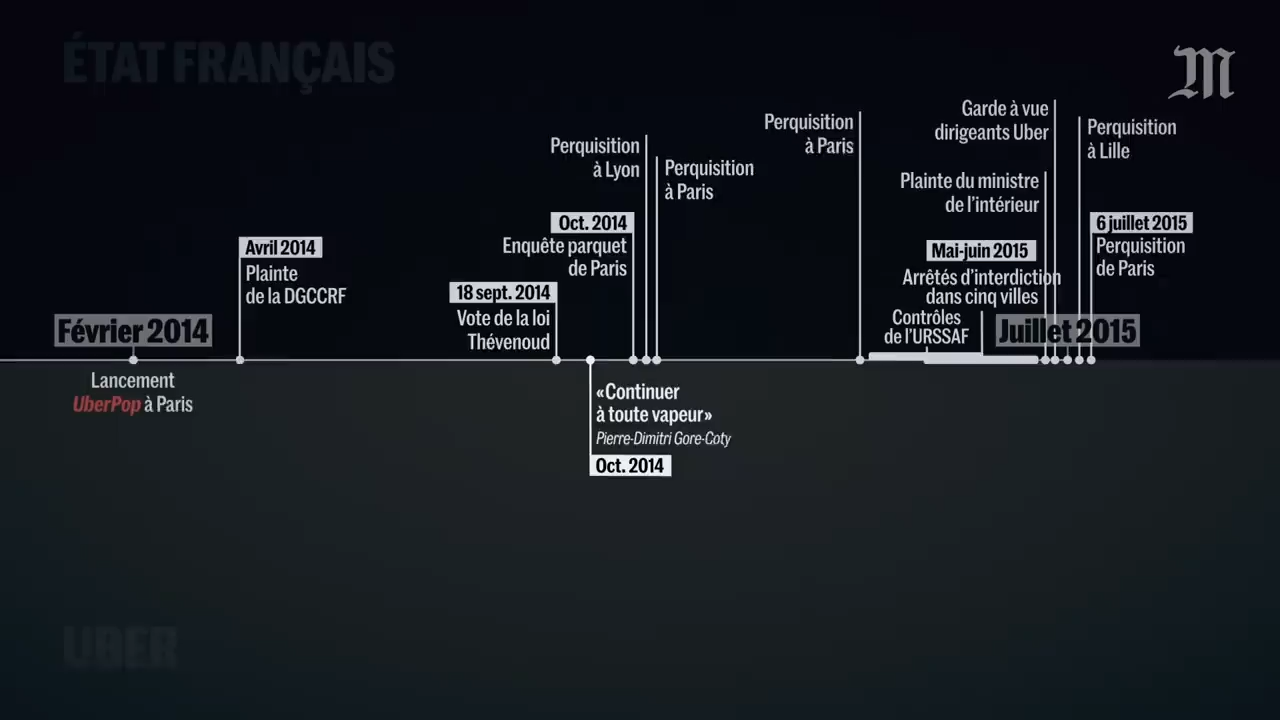 ÉTAT FRANÇAIS
M
Février 2014
Lancement
UberPop à Paris
Avril 2014
Plainte
de la DGCCRF
18 sept. 2014
Vote de la loi
Thévenoud
«Continuer
à toute vapeur»
Pierre-Dimitri Gore-Coty
Oct. 2014
Oct. 2014
Enquête parquet
de Paris
Perquisition
à Lyon
Perquisition
à Paris
Perquisition
à Paris
Contrôles
de l'URSSAF
Mai-juin 2015
Arrêtés d'interdiction
dans cinq villes
Plainte du ministre
de l'intérieur
Garde à vue
dirigeants Uber
Juillet 2015
Perquisition
à Lille
6 juillet 2015
Perquisition
de Paris
UBER